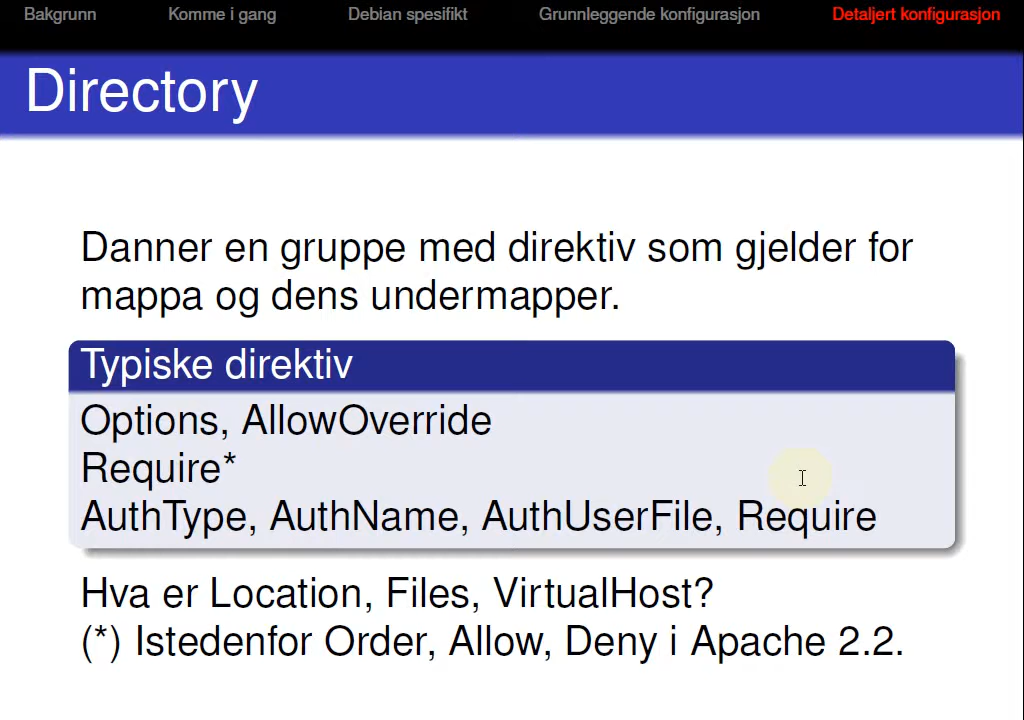 Bakgrunn Komme i gang Debian spesifikt Grunnleggende konfigurasjon Detaljert konfigurasjon
Directory
Danner en gruppe med direktiv som gjelder for
mappa og dens undermapper.
Typiske direktiv
Options, AllowOverride
Require*
AuthType, AuthName, AuthUserFile, Require
Hva er Location, Files, VirtualHost?
(*) Istedenfor Order, Allow, Deny i Apache 2.2.